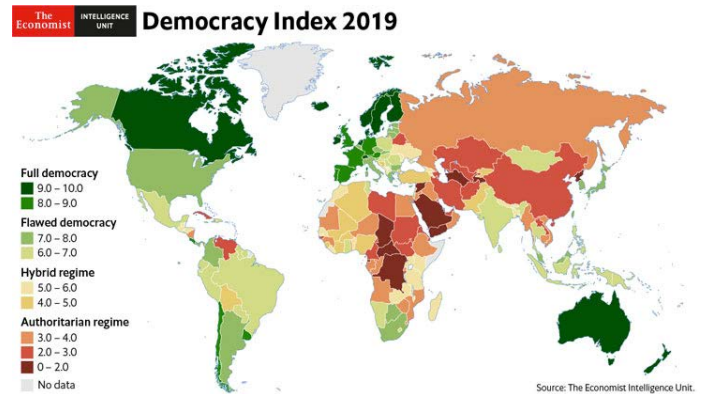 The
Economist
INTELLIGENCE
UNIT
Democracy Index 2019
Full democracy
9.0 – 10.0
8.0 – 9.0
Flawed democracy
7.0 – 8.0
6.0 – 7.0
Hybrid regime
5.0 – 6.0
4.0 – 5.0
Authoritarian regime
3.0 – 4.0
2.0 – 3.0
0 – 2.0
No data
Source: The Economist Intelligence Unit.